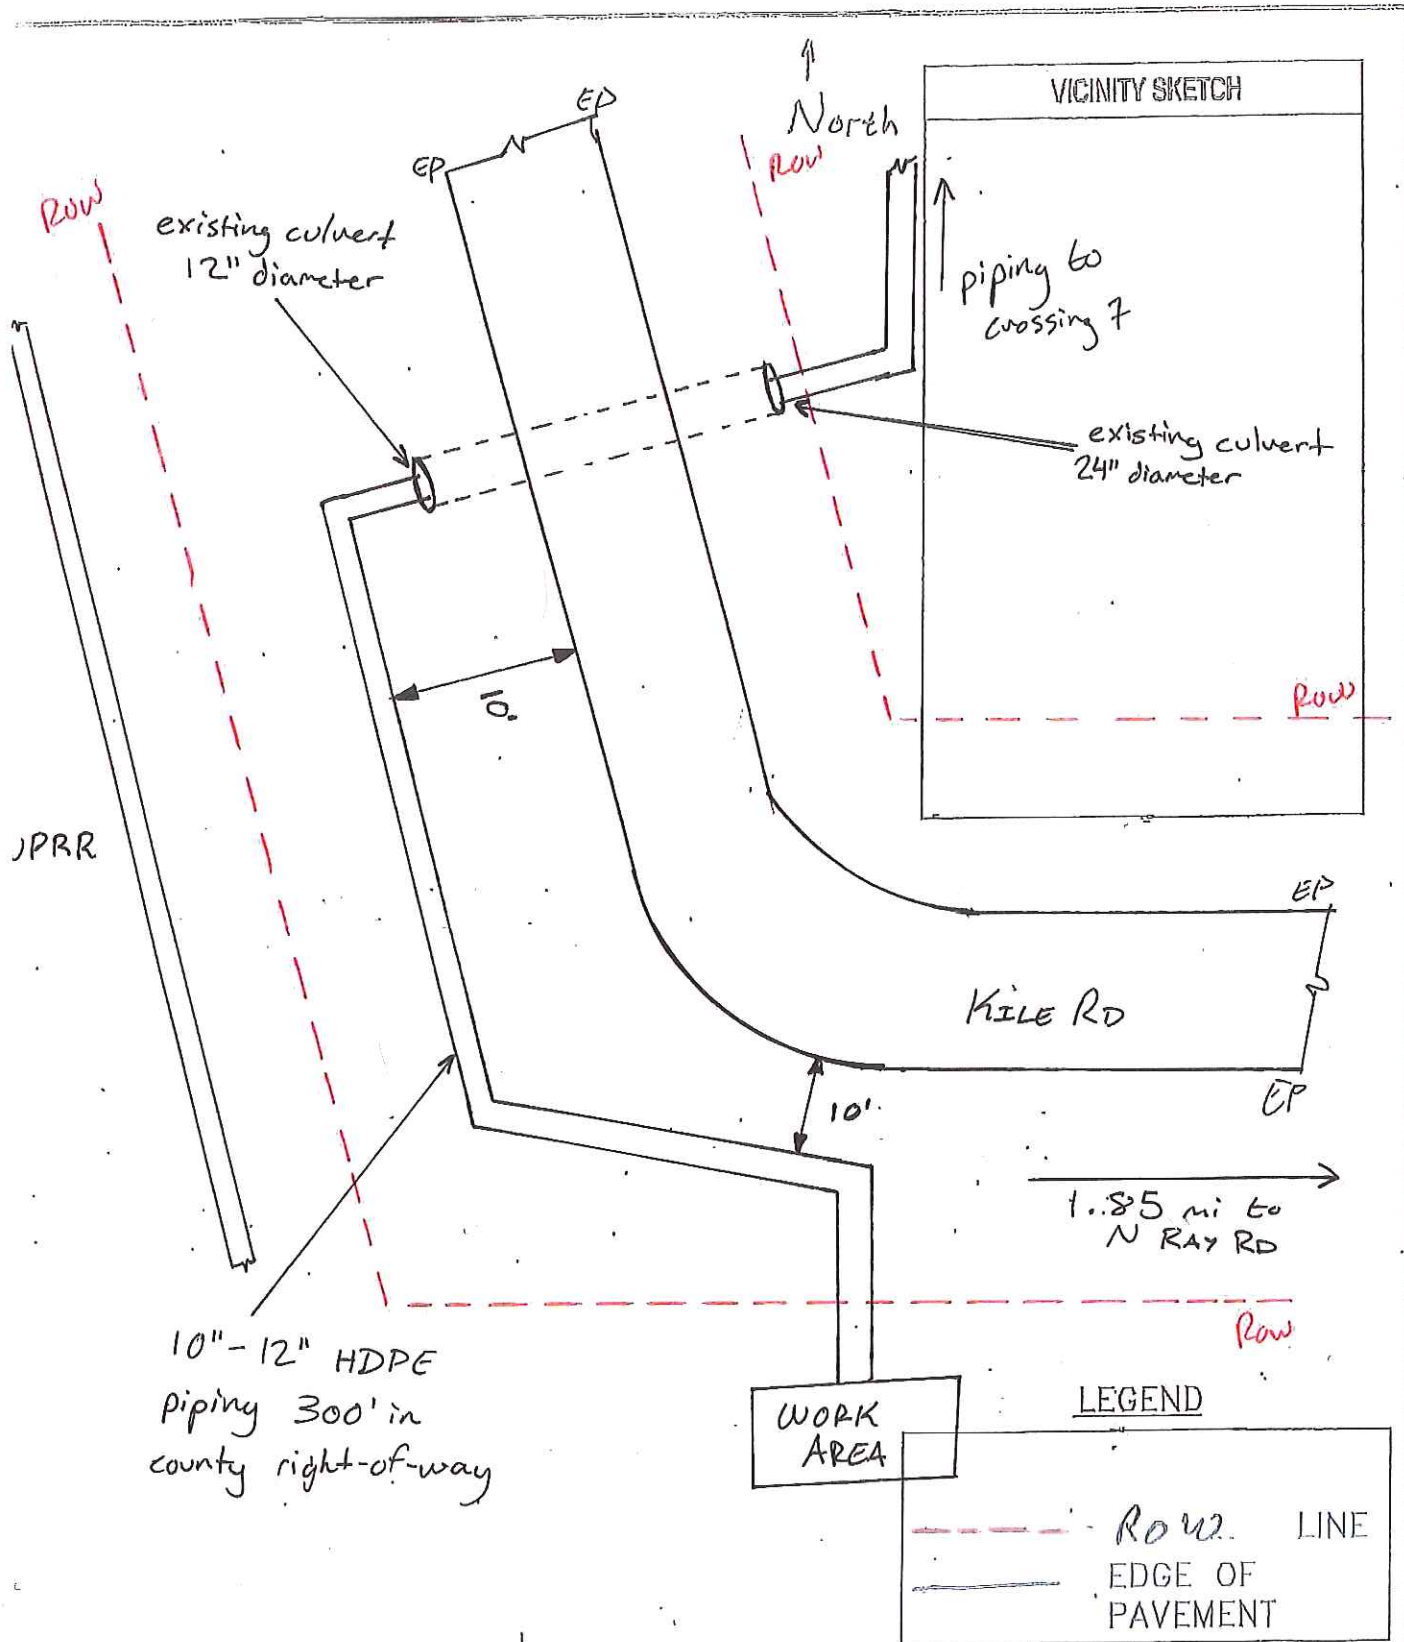 North
VICINITY SKETCH
EP
EP
ROW
ROW
existing culvert
12" diameter
piping to
crossing 7
existing culvert
24" diameter
10'
ROW
JPRR
EP
KILE RD
EP
10'
1.85 mi to
N RAY RD
ROW
10"-12" HDPE
piping 300' in
county right-of-way
WORK
AREA
LEGEND
ROW LINE
EDGE OF
PAVEMENT